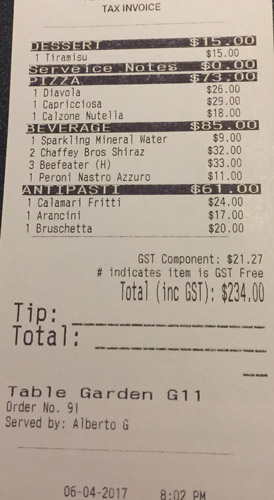 TAX INVOICE
DESSERT $15.00
1 Tiramisu $15.00
Serveice Notes $0.00
PIZZA $73.00
1 Diavola $26.00
1 Capricciosa $29.00
1 Calzone Nutella $18.00
BEVERAGE $85.00
1 Sparkling Mineral Water $9.00
2 Chaffey Bros Shiraz $32.00
3 Beefeater (H) $33.00
1 Peroni Nastro Azzuro $11.00
ANTIPASTI $61.00
1 Calamari Fritti $24.00
1 Arancini $17.00
1 Bruschetta $20.00
GST Component: $21.27
# indicates item is GST Free
Total (inc GST): $234.00
Tip:
Total:
Table Garden G11
Order No. 91
Served by: Alberto G
06-04-2017 8:02 PM